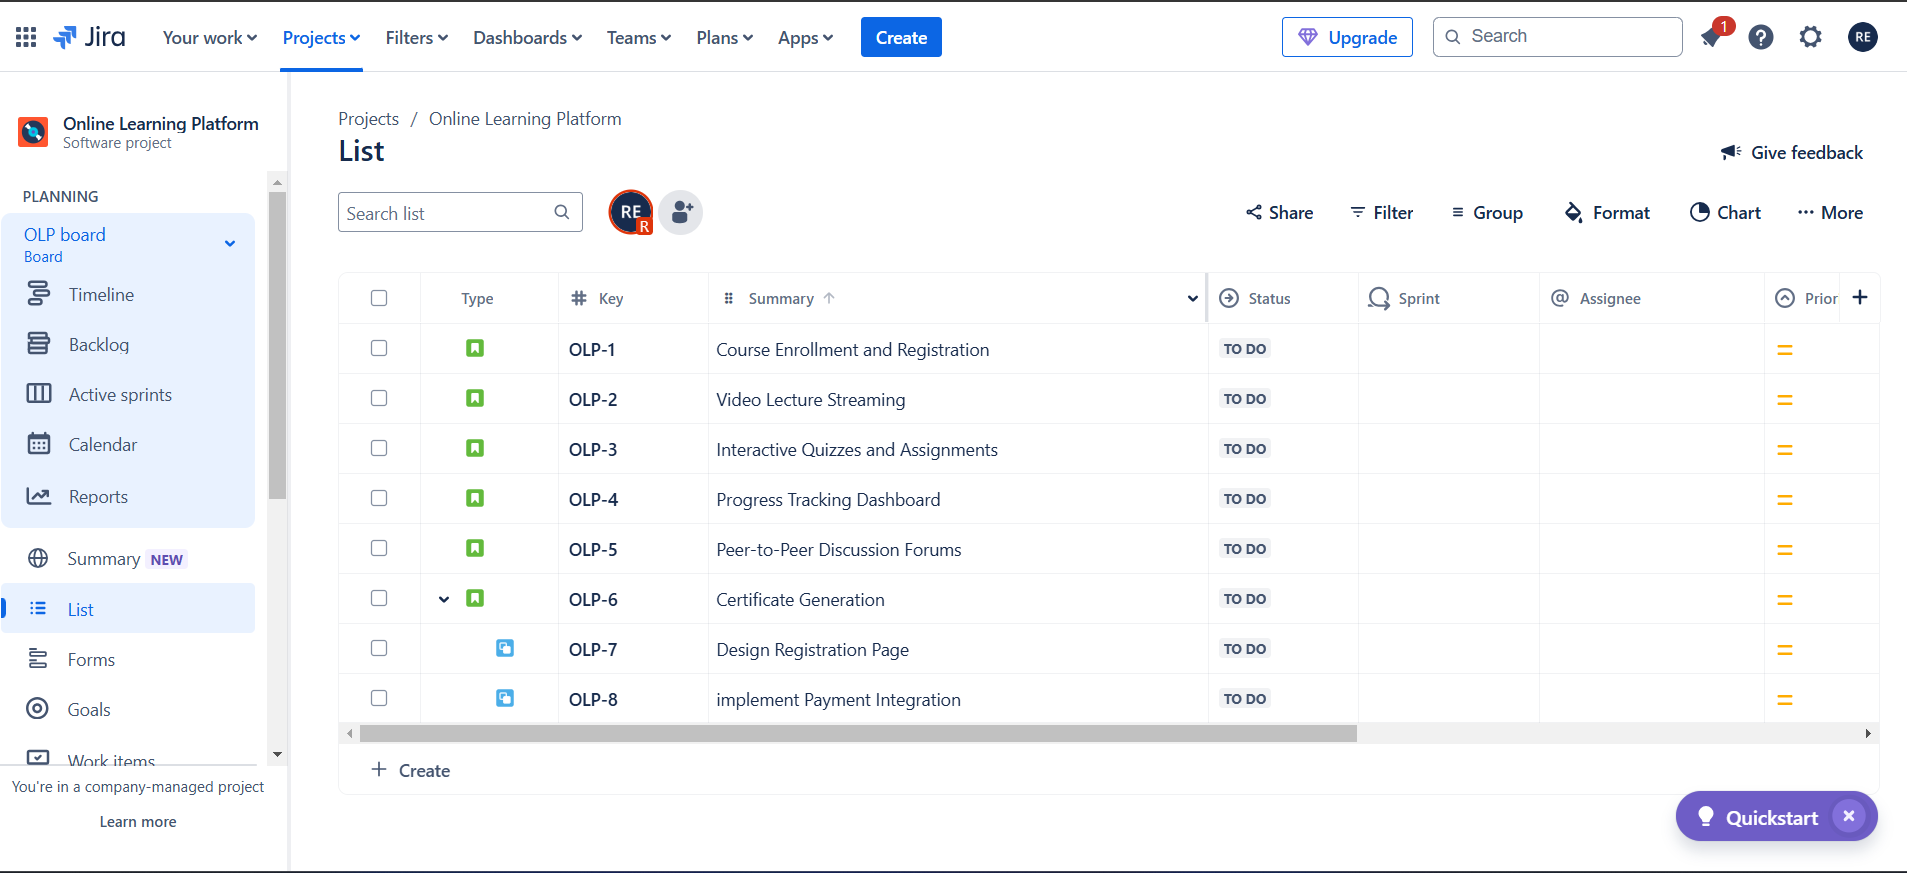 Jira Your work Projects Filters Dashboards Teams Plans Apps Create Upgrade Search 1 RE
Online Learning Platform
Software project
PLANNING
OLP board
Board
Timeline
Backlog
Active sprints
Calendar
Reports
Summary NEW
List
Forms
Goals
Work items
You're in a company-managed project
Learn more
Projects / Online Learning Platform
List
Give feedback
Search list RE R Share Filter Group Format Chart More
Type Key Summary Status Sprint Assignee Prior
OLP-1 Course Enrollment and Registration TO DO
OLP-2 Video Lecture Streaming TO DO
OLP-3 Interactive Quizzes and Assignments TO DO
OLP-4 Progress Tracking Dashboard TO DO
OLP-5 Peer-to-Peer Discussion Forums TO DO
OLP-6 Certificate Generation TO DO
OLP-7 Design Registration Page TO DO
OLP-8 implement Payment Integration TO DO
+ Create
Quickstart